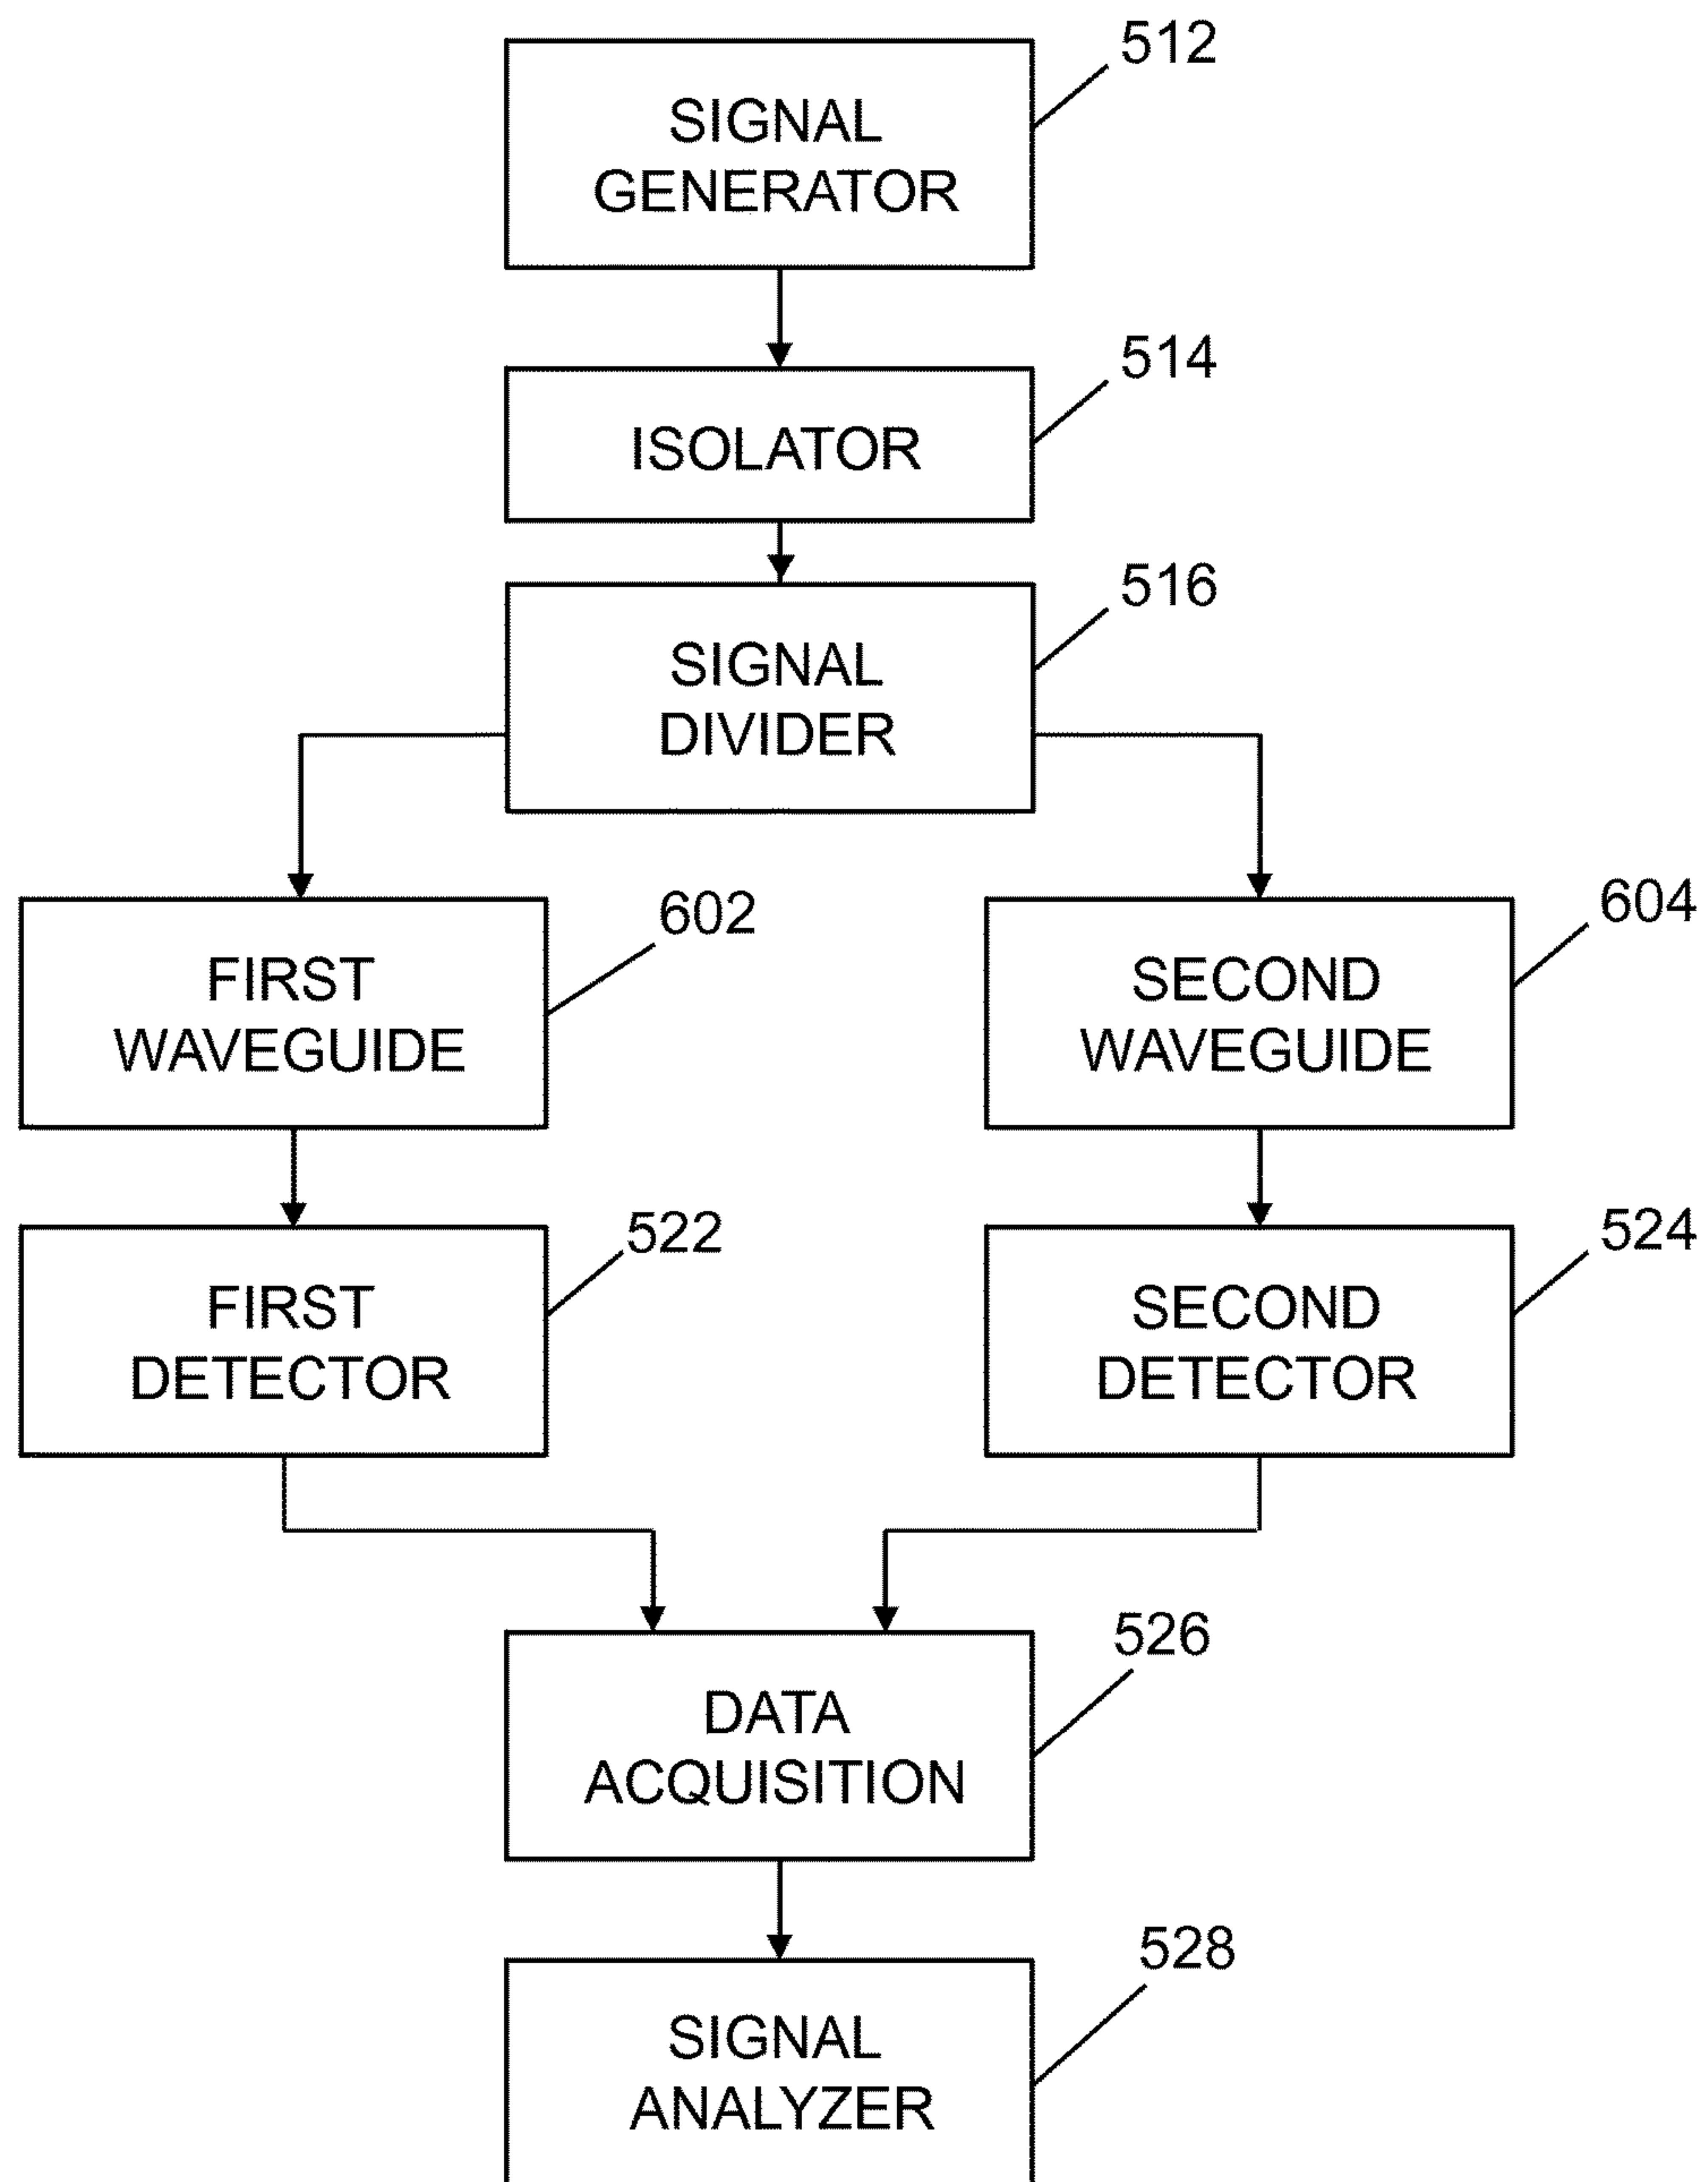 512
SIGNAL
GENERATOR
514
ISOLATOR
516
SIGNAL
DIVIDER
602
FIRST
WAVEGUIDE
604
SECOND
WAVEGUIDE
522
FIRST
DETECTOR
524
SECOND
DETECTOR
526
DATA
ACQUISITION
528
SIGNAL
ANALYZER